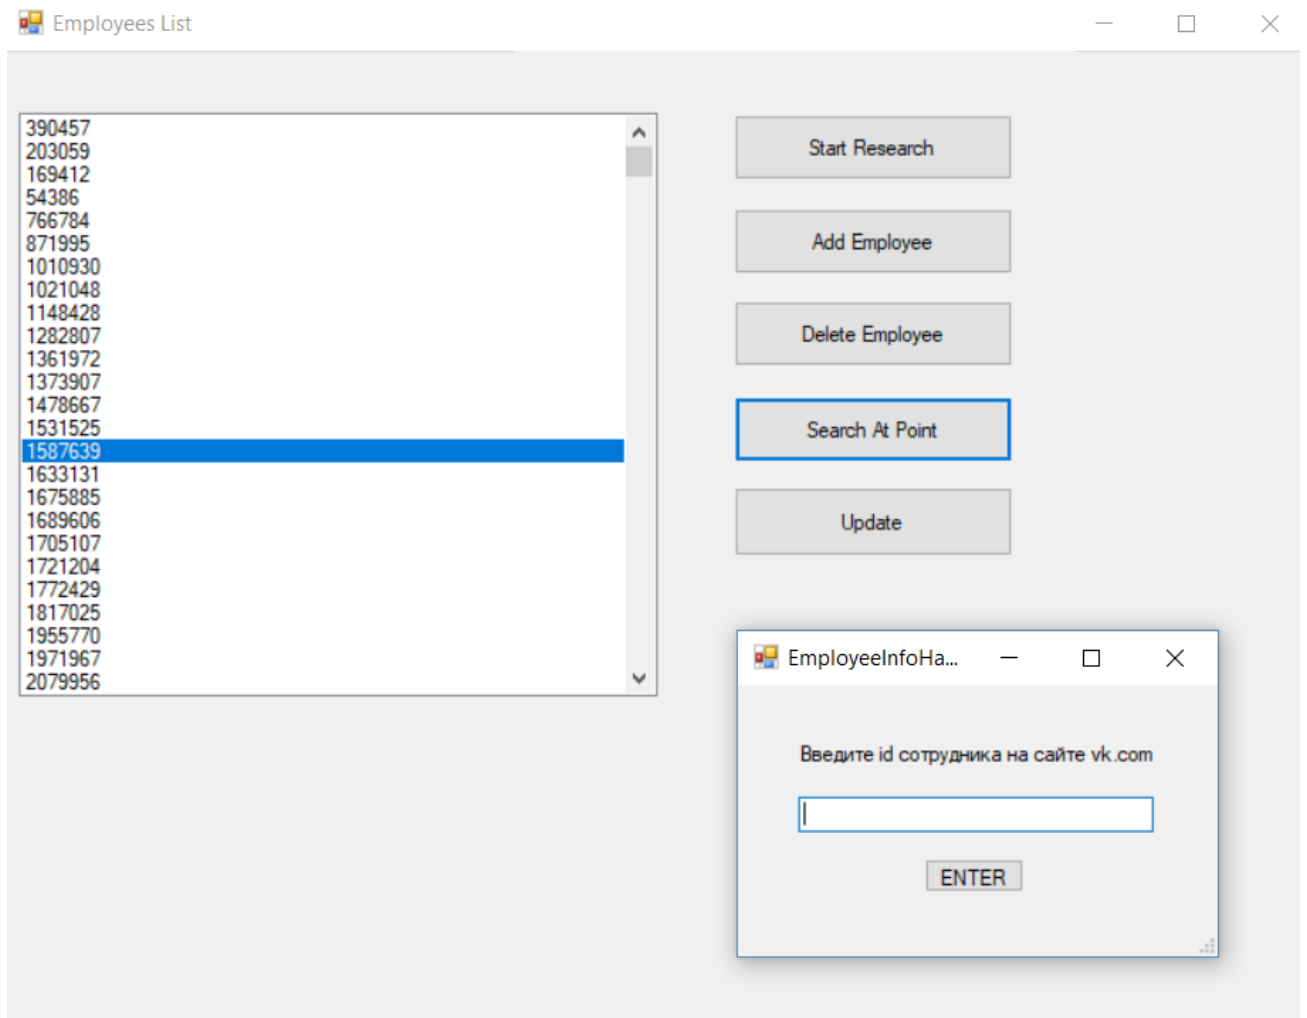 Employees List
390457
203059
169412
54386
766784
871995
1010930
1021048
1148428
1282807
1361972
1373907
1478667
1531525
1587639
1633131
1675885
1689606
1705107
1721204
1772429
1817025
1955770
1971967
2079956
Start Research
Add Employee
Delete Employee
Search At Point
Update
EmployeeInfoHa...
Введите id сотрудника на сайте vk.com
ENTER